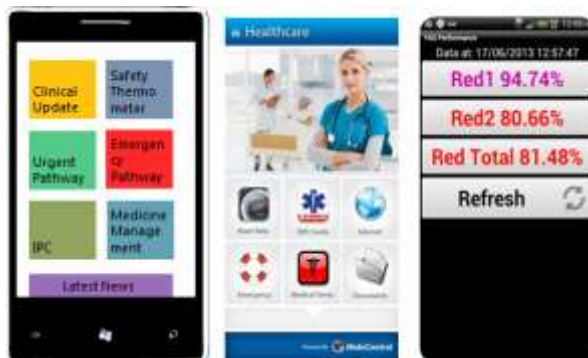 Clinical
Update
Safety
Thermo
meter
Urgent
Pathway
Emergen
cy
Pathway
IPC
Medicine
Manage
ment
Latest News
Healthcare
Emergency
Data at: 17/06/2013 12:57:47
Red1 94.74%
Red2 80.66%
Red Total 81.48%
Refresh